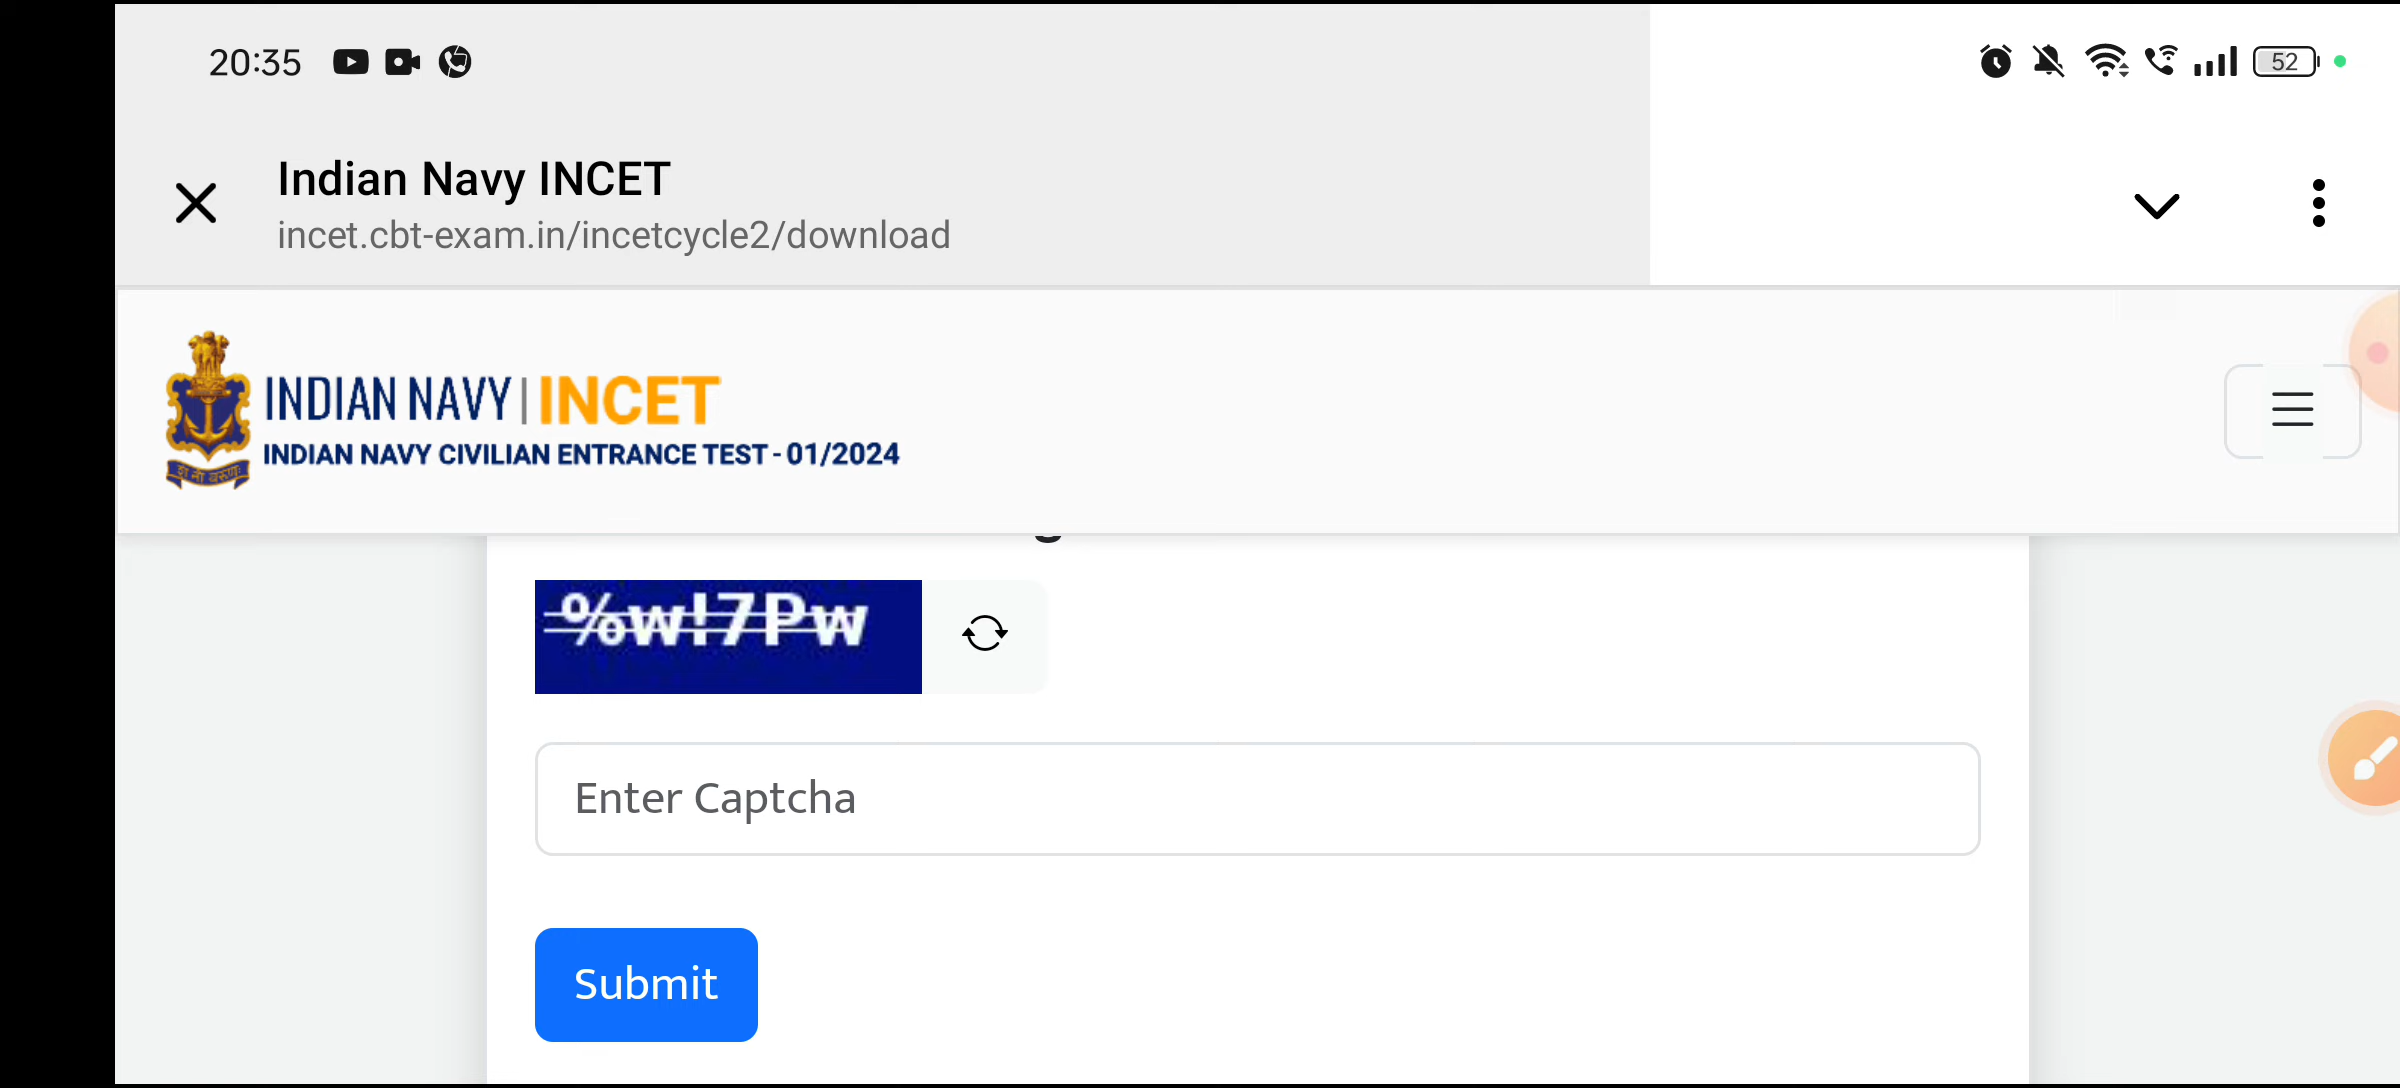 20:35
52
Indian Navy INCET
incet.cbt-exam.in/incetcycle2/download
INDIAN NAVY | INCET
INDIAN NAVY CIVILIAN ENTRANCE TEST - 01/2024
%w!7Pw
Enter Captcha
Submit